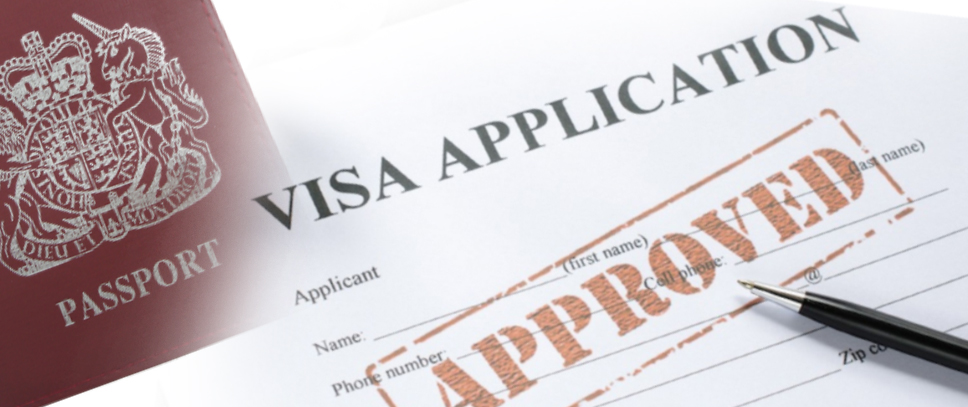 HONI
DIEU ET MON DROIT
PASSPORT
VISA APPLICATION
APPROVED
Applicant
(first name)
(last name)
Name:
Cell phone:
@
Phone number:
Zip